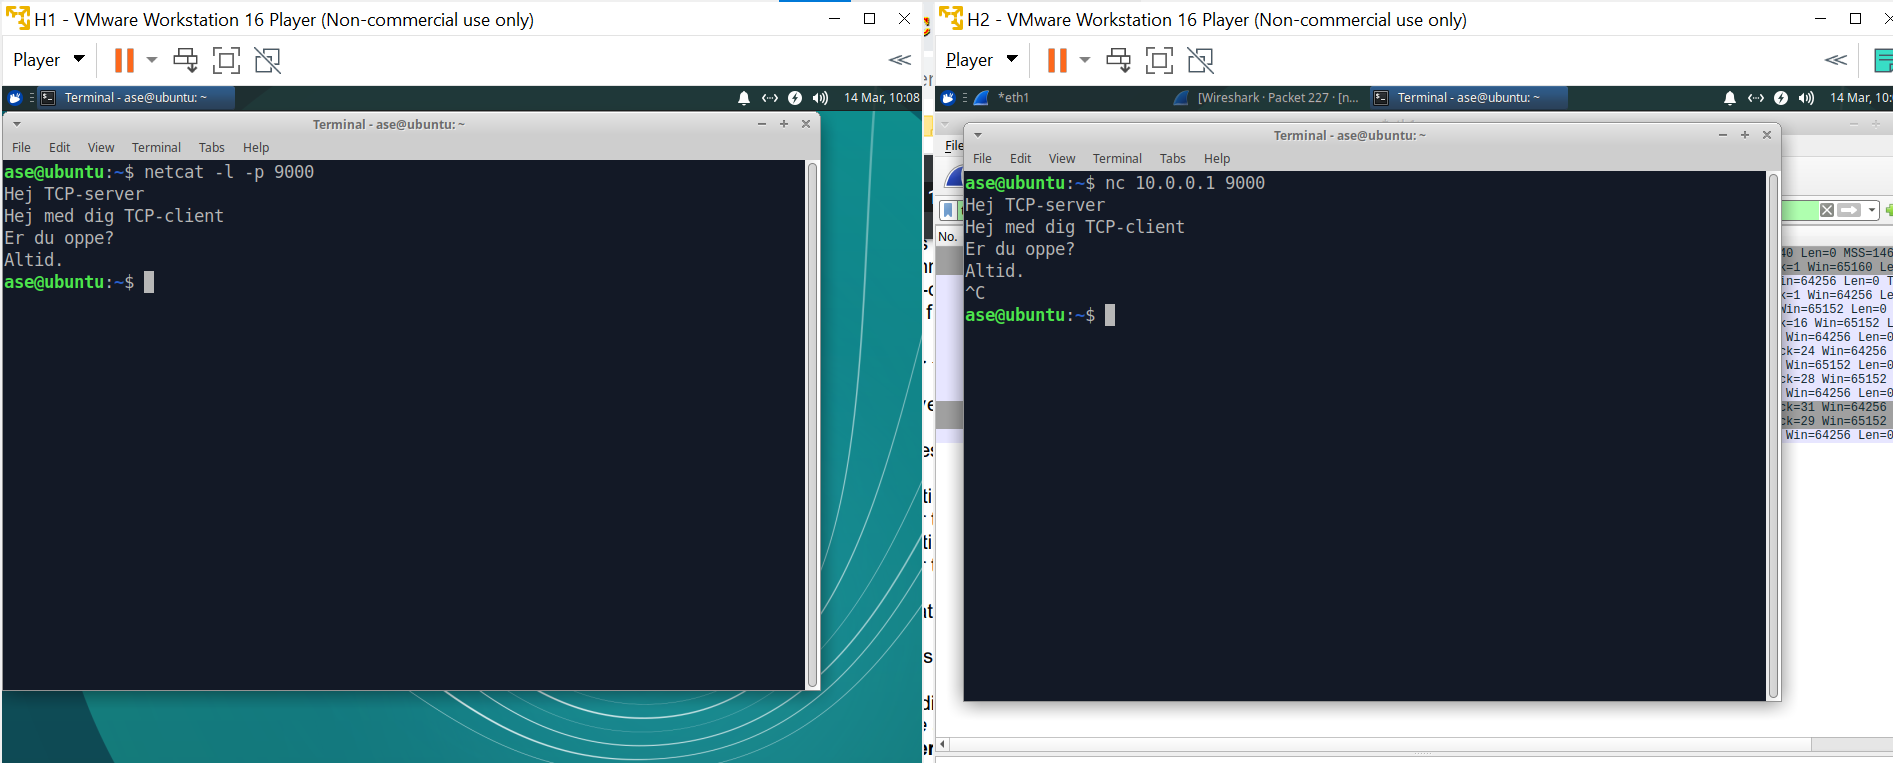 H1 - VMware Workstation 16 Player (Non-commercial use only)
Player
Terminal - ase@ubuntu: ~
14 Mar, 10:08
Terminal - ase@ubuntu: ~
File Edit View Terminal Tabs Help
ase@ubuntu:~$ netcat -l -p 9000
Hej TCP-server
Hej med dig TCP-client
Er du oppe?
Altid.
ase@ubuntu:~$
H2 - VMware Workstation 16 Player (Non-commercial use only)
Player
*eth1
[Wireshark · Packet 227 · [n...
Terminal - ase@ubuntu: ~
14 Mar, 10:
File
No.
Terminal - ase@ubuntu: ~
File Edit View Terminal Tabs Help
ase@ubuntu:~$ nc 10.0.0.1 9000
Hej TCP-server
Hej med dig TCP-client
Er du oppe?
Altid.
^C
ase@ubuntu:~$
40 Len=0 MSS=146
k=1 Win=65160 Le
in=64256 Len=0 T
k=1 Win=64256 Le
Win=65152 Len=0
k=16 Win=65152 L
Win=64256 Len=0
ck=24 Win=64256
Win=65152 Len=0
ck=28 Win=65152
Win=64256 Len=0
ck=31 Win=64256
ck=29 Win=65152
Win=64256 Len=0